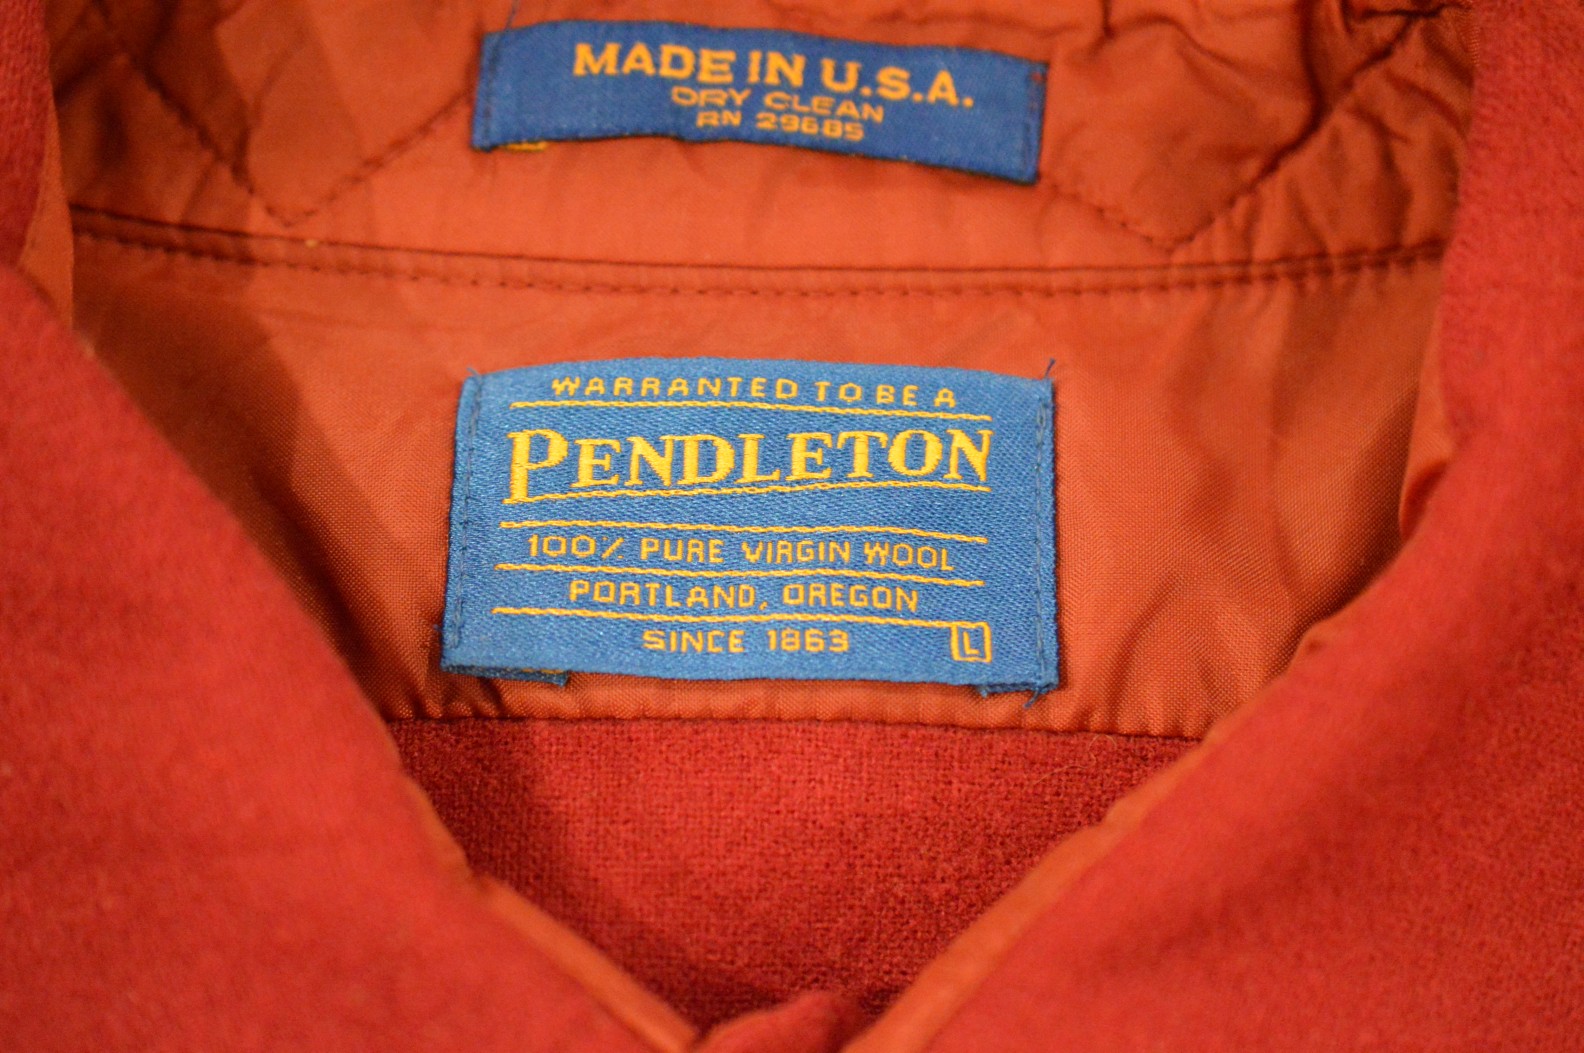 MADE IN U.S.A.
DRY CLEAN
RN 29685
WARRANTED TO BE A
PENDLETON
100% PURE VIRGIN WOOL
PORTLAND, OREGON
SINCE 1863 L